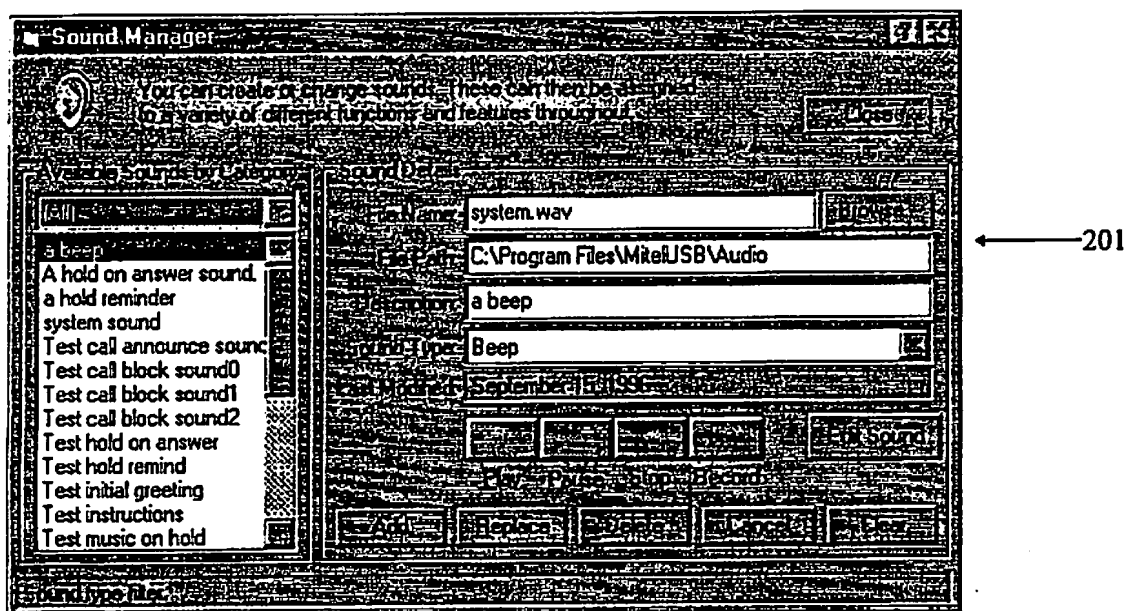 Sound Manager
You can create or change sounds. These can then be assigned
to a variety of different functions and features throughout.
Close
Available Sounds by Category
Sound Details
All
File Name: system.wav
Browse
a beep
File Path: C:\Program Files\MitelUSB\Audio
A hold on answer sound.
a hold reminder
Description: a beep
system sound
Test call announce sound
Sound Type: Beep
Test call block sound0
Last Modified: September 15, 1996
Test call block sound1
Test call block sound2
Test hold on answer
Edit Sound
Test hold remind
Play Pause Stop Record
Test initial greeting
Test instructions
Add Replace Delete Cancel Clear
Test music on hold
Sound type filter.
201